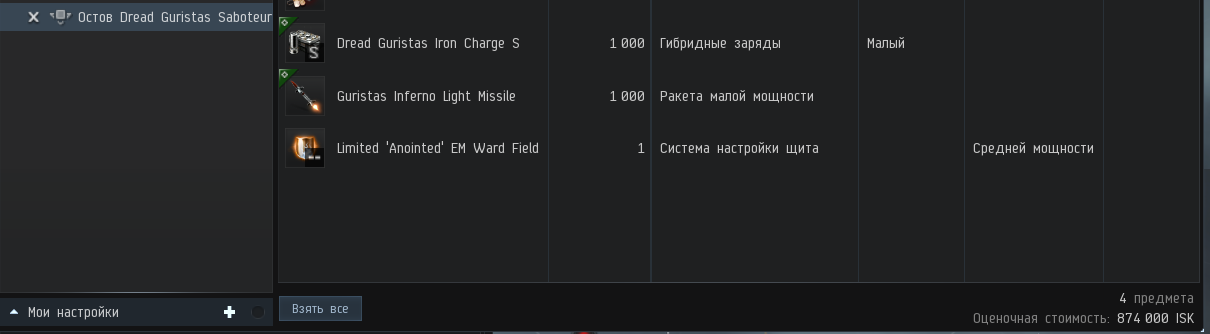 Остов Dread Guristas Saboteur
Dread Guristas Iron Charge S 1 000 Гибридные заряды Малый
S
Guristas Inferno Light Missile 1 000 Ракета малой мощности
Limited 'Anointed' EM Ward Field 1 Система настройки щита Средней мощности
Мои настройки
Взять все
4 предмета
Оценочная стоимость: 874 000 ISK